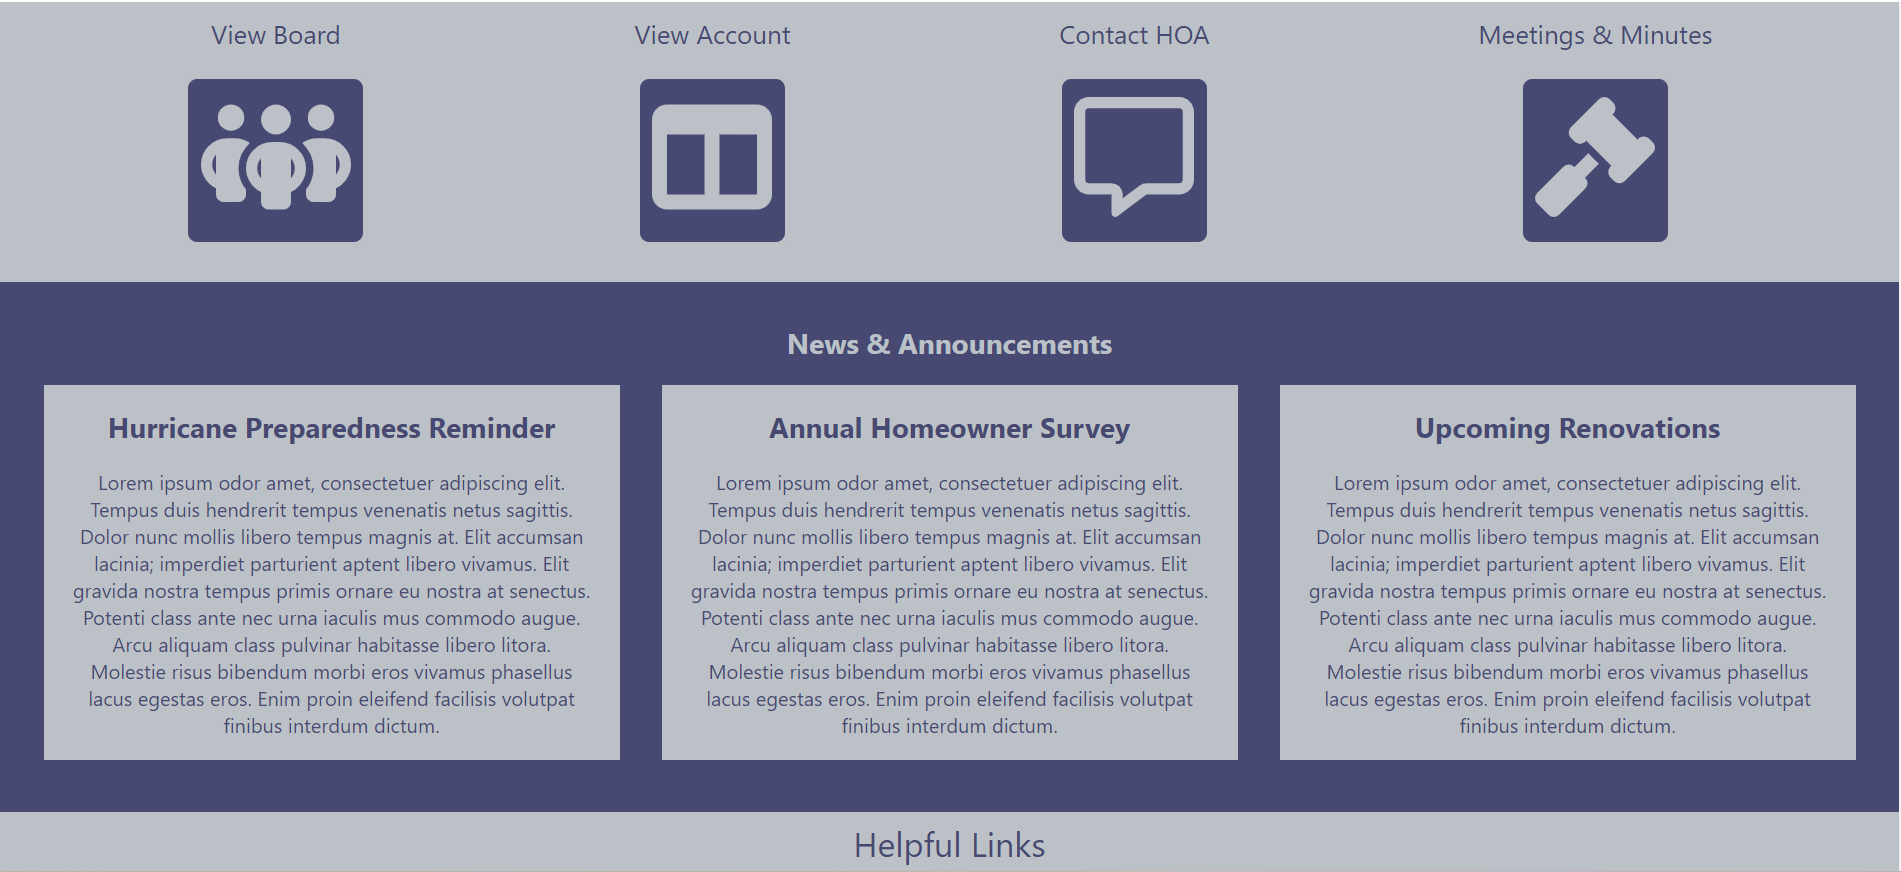 View Board
View Account
Contact HOA
Meetings & Minutes
News & Announcements
Hurricane Preparedness Reminder
Lorem ipsum odor amet, consectetuer adipiscing elit.
Tempus duis hendrerit tempus venenatis netus sagittis.
Dolor nunc mollis libero tempus magnis at. Elit accumsan
lacinia; imperdiet parturient aptent libero vivamus. Elit
gravida nostra tempus primis ornare eu nostra at senectus.
Potenti class ante nec urna iaculis mus commodo augue.
Arcu aliquam class pulvinar habitasse libero litora.
Molestie risus bibendum morbi eros vivamus phasellus
lacus egestas eros. Enim proin eleifend facilisis volutpat
finibus interdum dictum.
Annual Homeowner Survey
Lorem ipsum odor amet, consectetuer adipiscing elit.
Tempus duis hendrerit tempus venenatis netus sagittis.
Dolor nunc mollis libero tempus magnis at. Elit accumsan
lacinia; imperdiet parturient aptent libero vivamus. Elit
gravida nostra tempus primis ornare eu nostra at senectus.
Potenti class ante nec urna iaculis mus commodo augue.
Arcu aliquam class pulvinar habitasse libero litora.
Molestie risus bibendum morbi eros vivamus phasellus
lacus egestas eros. Enim proin eleifend facilisis volutpat
finibus interdum dictum.
Upcoming Renovations
Lorem ipsum odor amet, consectetuer adipiscing elit.
Tempus duis hendrerit tempus venenatis netus sagittis.
Dolor nunc mollis libero tempus magnis at. Elit accumsan
lacinia; imperdiet parturient aptent libero vivamus. Elit
gravida nostra tempus primis ornare eu nostra at senectus.
Potenti class ante nec urna iaculis mus commodo augue.
Arcu aliquam class pulvinar habitasse libero litora.
Molestie risus bibendum morbi eros vivamus phasellus
lacus egestas eros. Enim proin eleifend facilisis volutpat
finibus interdum dictum.
Helpful Links